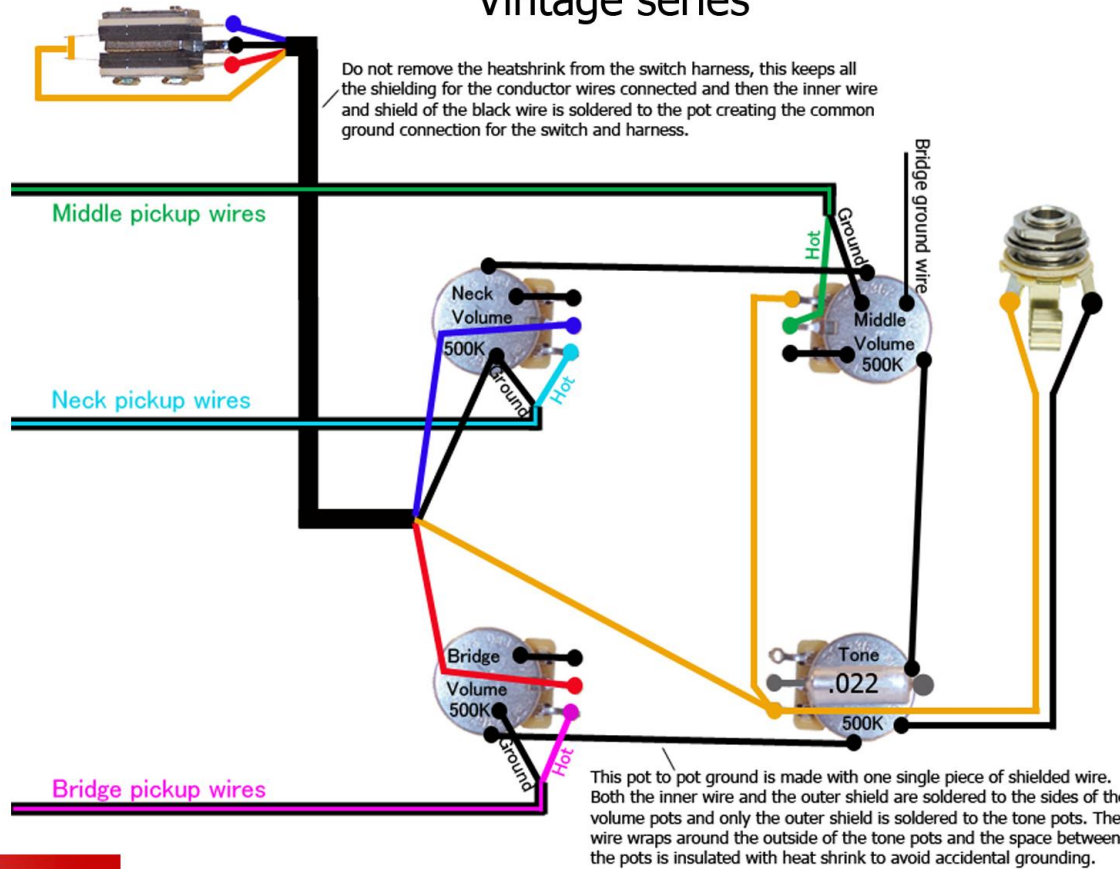 Vintage series
Do not remove the heatshrink from the switch harness, this keeps all
the shielding for the conductor wires connected and then the inner wire
and shield of the black wire is soldered to the pot creating the common
ground connection for the switch and harness.
Bridge ground wire
Middle pickup wires
Ground
Hot
Neck
Volume
500K
Middle
Volume
500K
Neck pickup wires
Ground
Hot
Bridge
Volume
500K
Tone
.022
500K
Ground
Hot
Bridge pickup wires
This pot to pot ground is made with one single piece of shielded wire.
Both the inner wire and the outer shield are soldered to the sides of the
volume pots and only the outer shield is soldered to the tone pots. The
wire wraps around the outside of the tone pots and the space between
the pots is insulated with heat shrink to avoid accidental grounding.